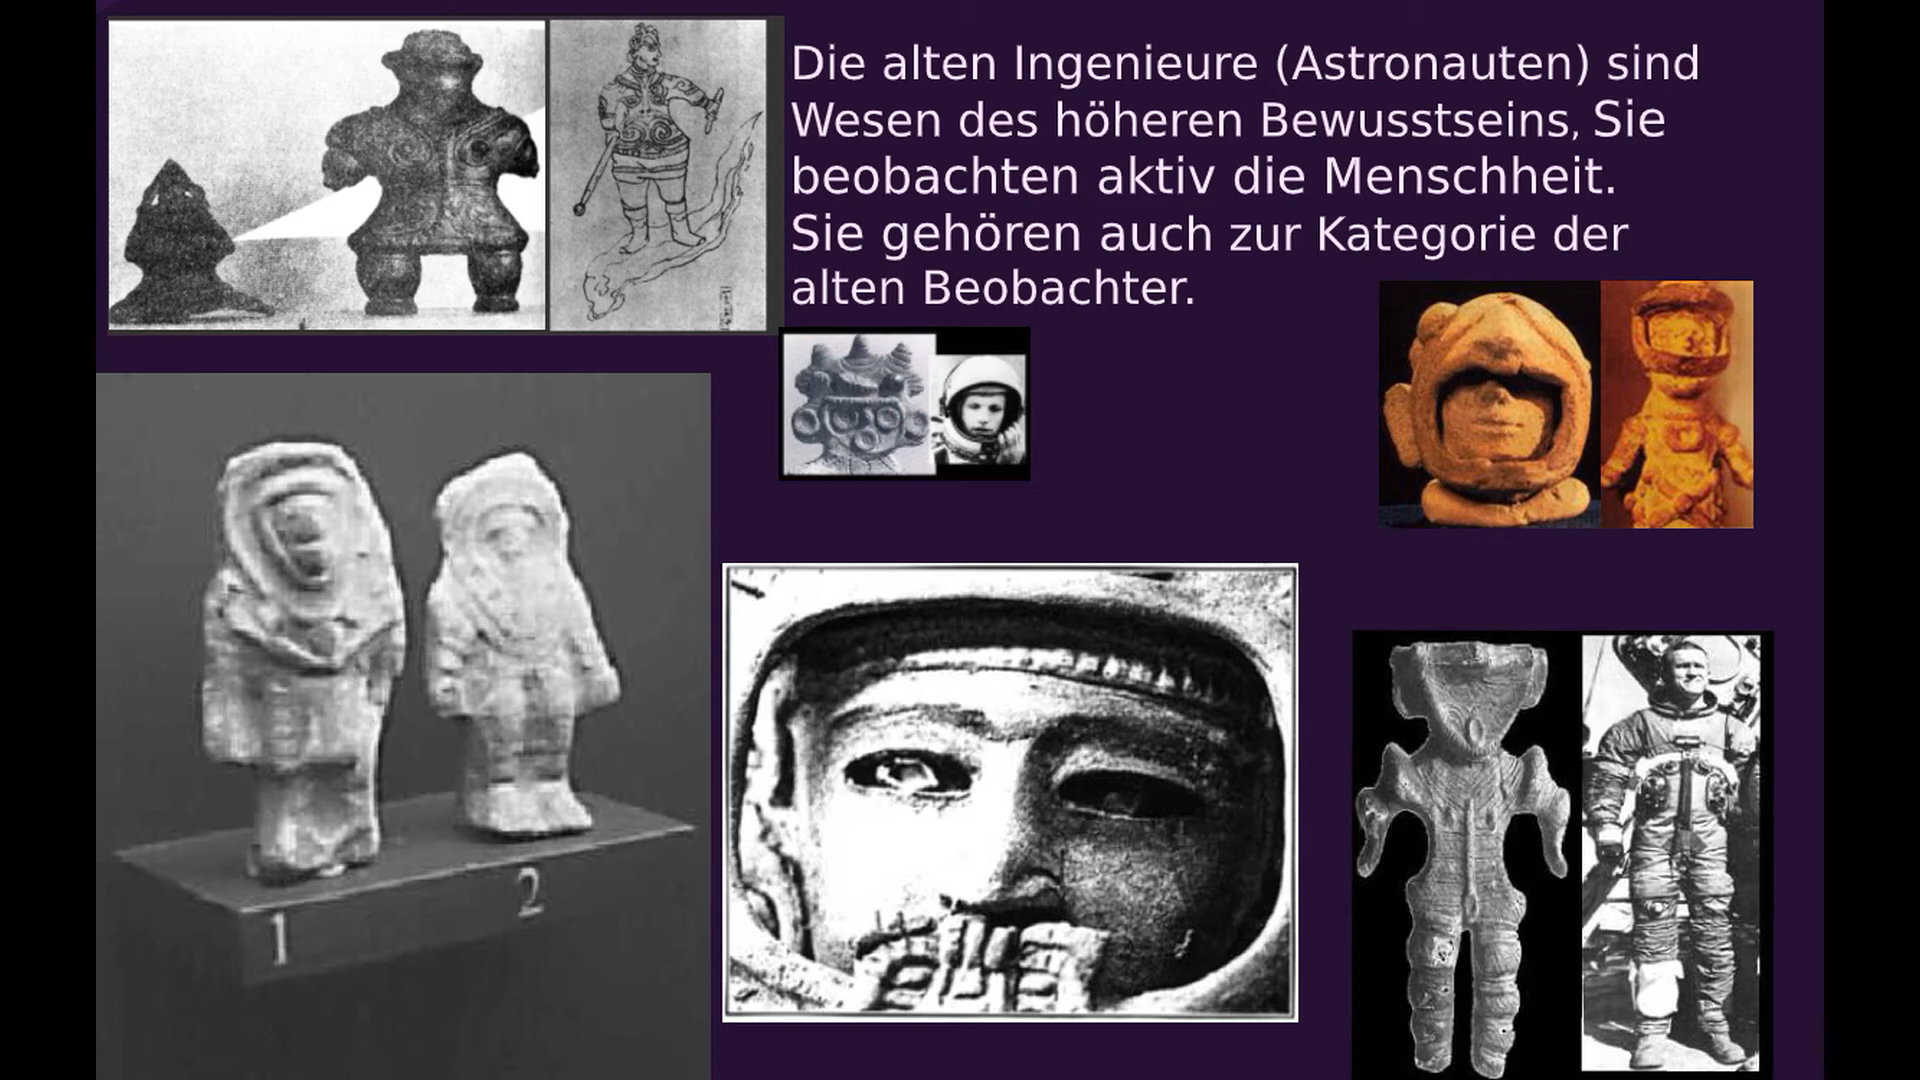 Die alten Ingenieure (Astronauten) sind
Wesen des höheren Bewusstseins, Sie
beobachten aktiv die Menschheit.
Sie gehören auch zur Kategorie der
alten Beobachter.
1
2